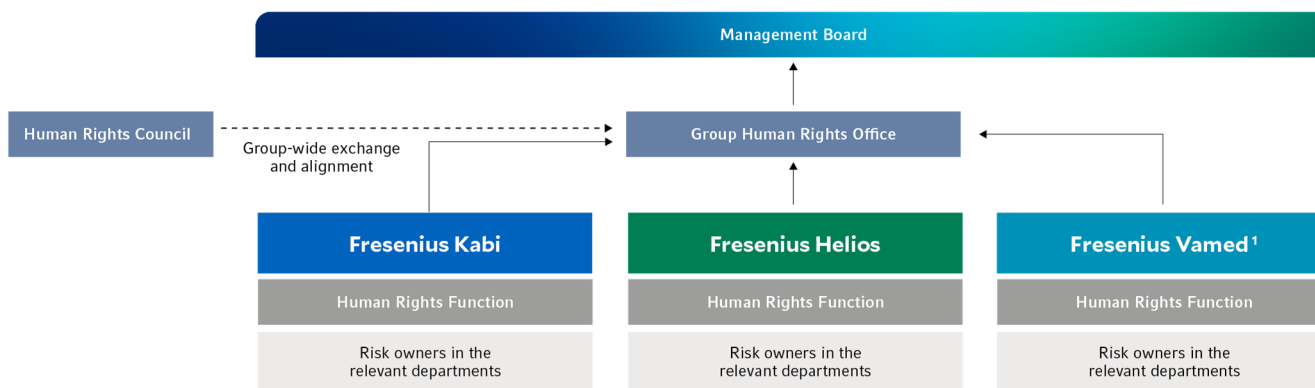 Management Board
Human Rights Council
Group Human Rights Office
Group-wide exchange
and alignment
Fresenius Kabi
Fresenius Helios
Fresenius Vamed¹
Human Rights Function
Human Rights Function
Human Rights Function
Risk owners in the
relevant departments
Risk owners in the
relevant departments
Risk owners in the
relevant departments